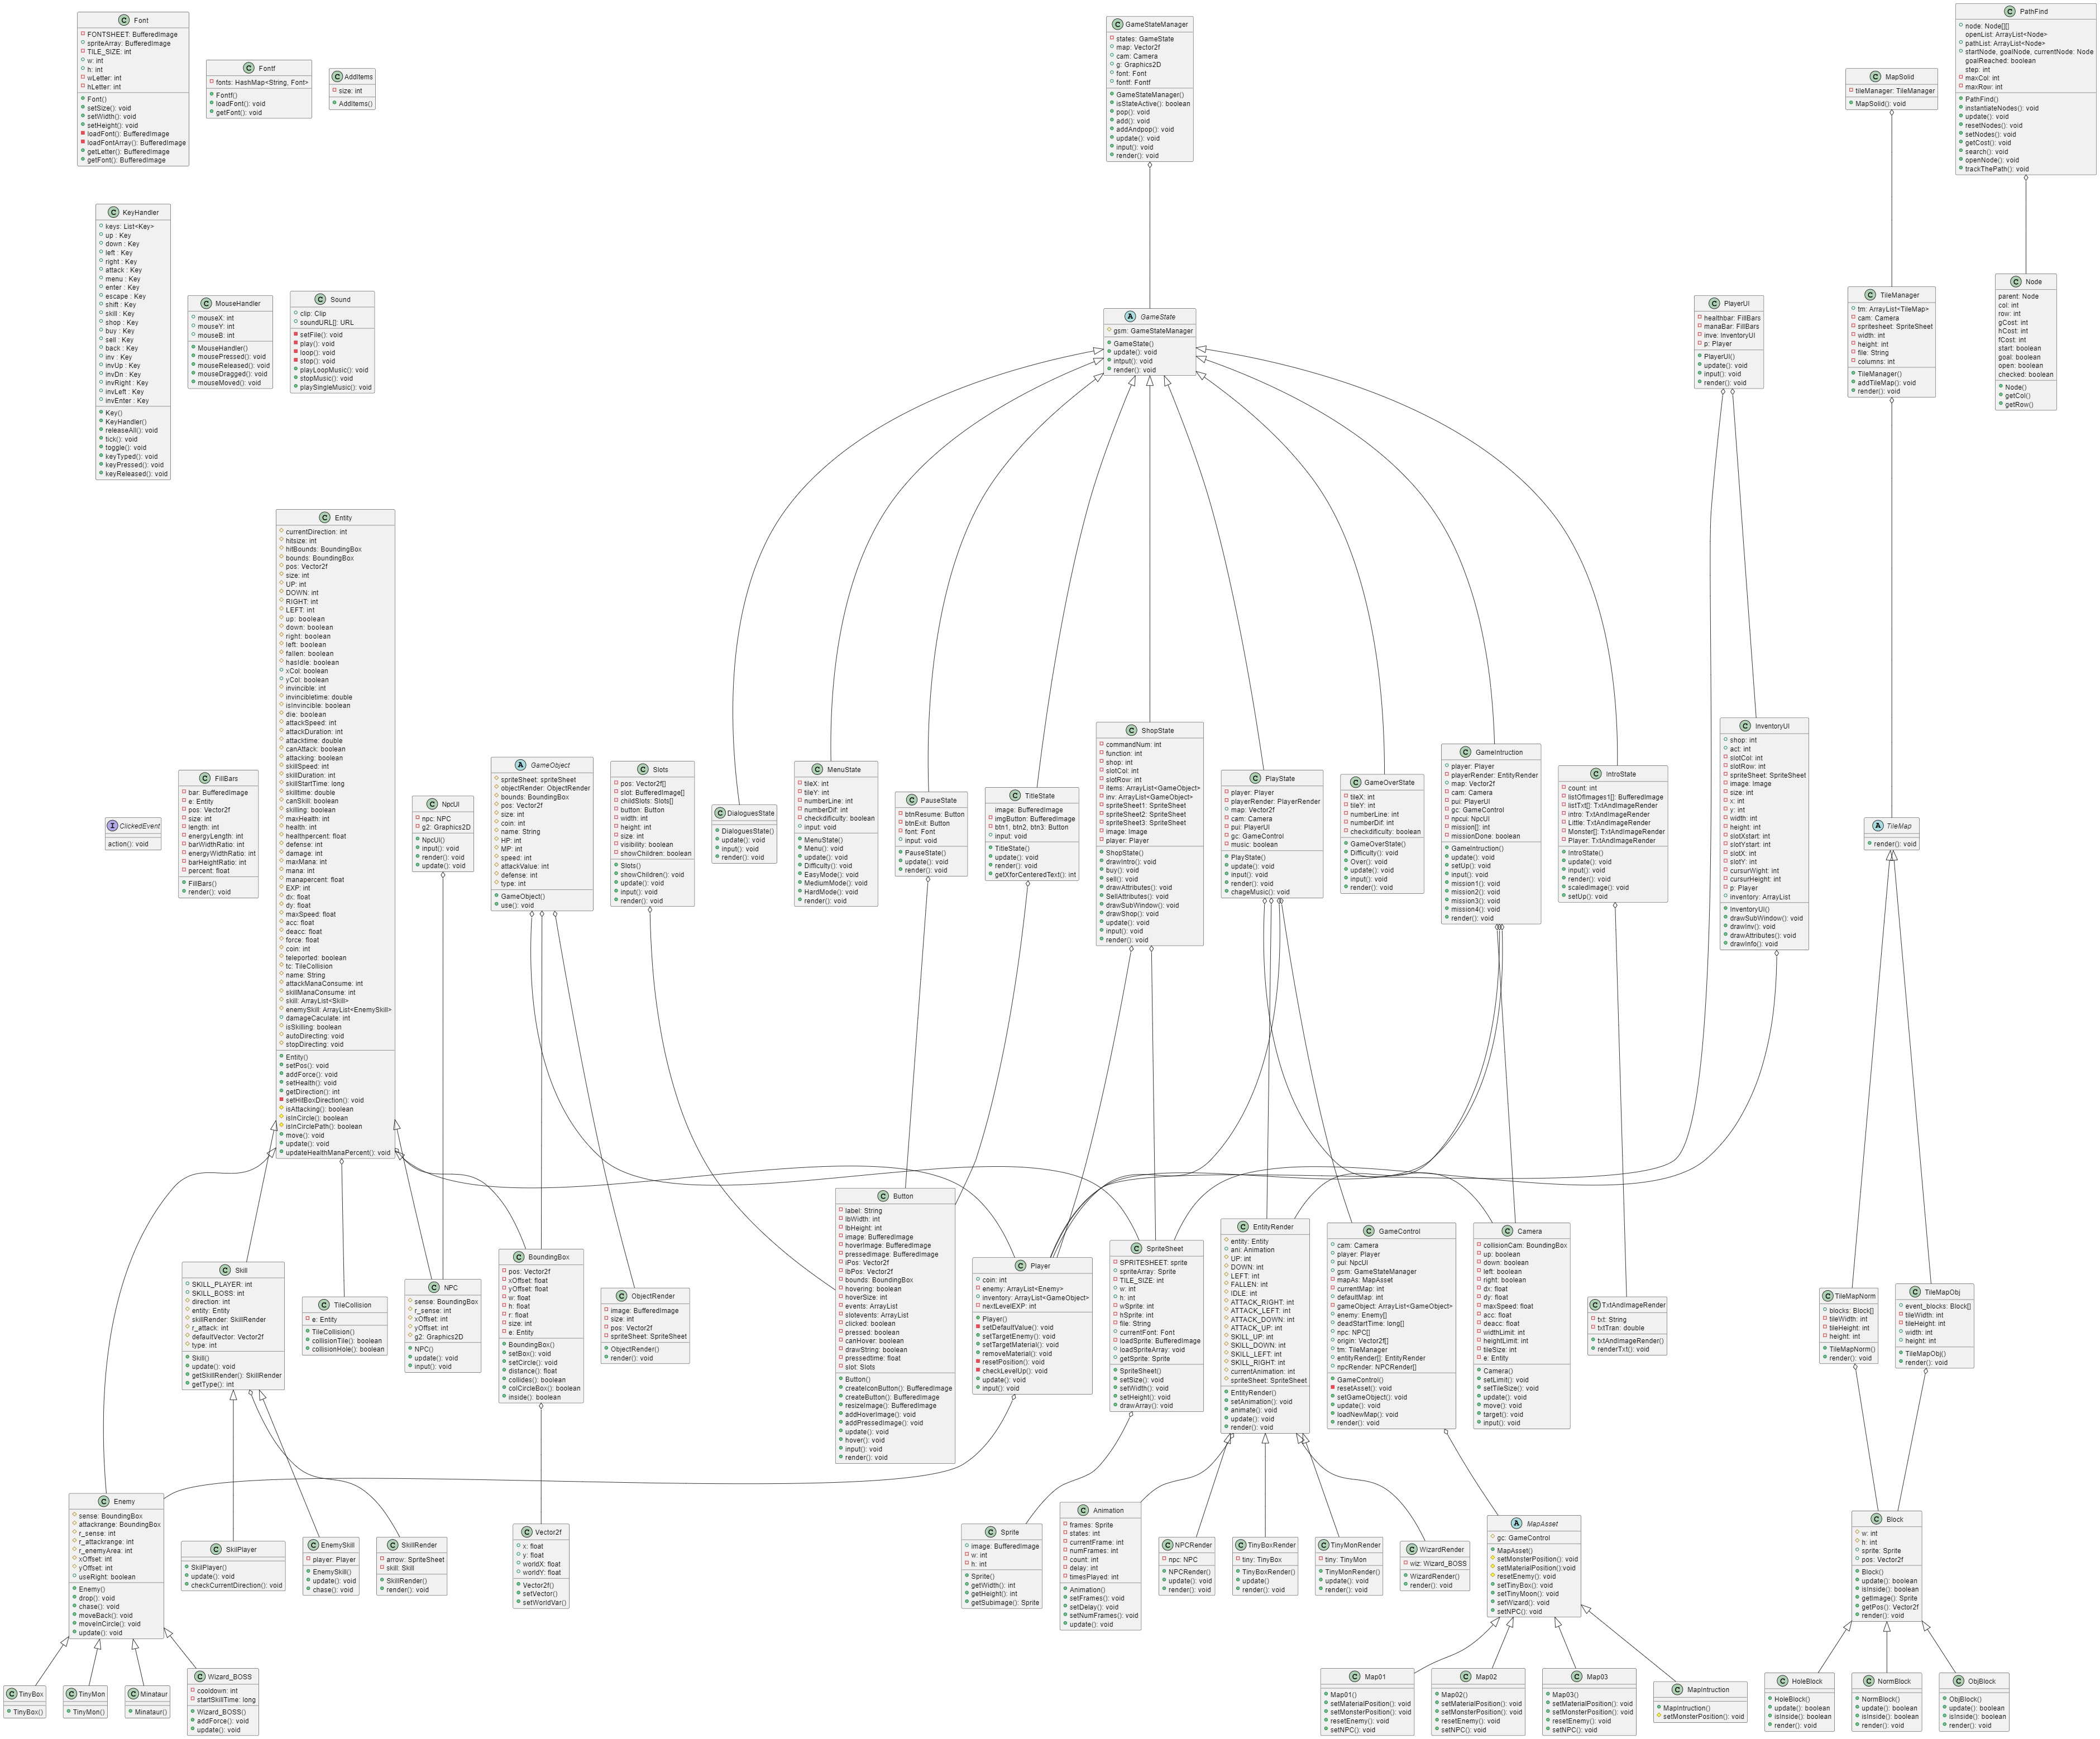 Font
FONTSHEET: BufferedImage
spriteArray: BufferedImage
TILE_SIZE: int
w: int
h: int
wLetter: int
hLetter: int
Font()
setSize(): void
setWidth(): void
setHeight(): void
loadFont(): BufferedImage
loadFontArray(): BufferedImage
getLetter(): BufferedImage
getFont(): BufferedImage
Fontf
fonts: HashMap<String, Font>
Fontf()
loadFont(): void
getFont(): void
AddItems
size: int
AddItems()
GameStateManager
states: GameState
map: Vector2f
cam: Camera
g: Graphics2D
font: Font
fontf: Fontf
GameStateManager()
isStateActive(): boolean
pop(): void
add(): void
addAndpop(): void
update(): void
input(): void
render(): void
MapSolid
tileManager: TileManager
MapSolid(): void
PathFind
node: Node[][]
openList: ArrayList<Node>
pathList: ArrayList<Node>
startNode, goalNode, currentNode: Node
goalReached: boolean
step: int
maxCol: int
maxRow: int
PathFind()
instantiateNodes(): void
update(): void
resetNodes(): void
setNodes(): void
getCost(): void
search(): void
openNode(): void
trackThePath(): void
KeyHandler
keys: List<Key>
up : Key
down : Key
left : Key
right : Key
attack : Key
menu : Key
enter : Key
escape : Key
shift : Key
skill : Key
shop : Key
buy : Key
sell : Key
back : Key
inv : Key
invUp : Key
invDn : Key
invRight : Key
invLeft : Key
invEnter : Key
Key()
KeyHandler()
releaseAll(): void
tick(): void
toggle(): void
keyTyped(): void
keyPressed(): void
keyReleased(): void
MouseHandler
mouseX: int
mouseY: int
mouseB: int
MouseHandler()
mousePressed(): void
moueReleased(): void
mouseDragged(): void
mouseMoved(): void
Sound
clip: Clip
soundURL[]: URL
setFile(): void
play(): void
loop(): void
stop(): void
playLoopMusic(): void
stopMusic(): void
playSingleMusic(): void
GameState
gsm: GameStateManager
GameState()
update(): void
intput(): void
render(): void
PlayerUI
healthbar: FillBars
manaBar: FillBars
inve: InventoryUi
p: Player
PlayerUI()
update(): void
input(): void
render(): void
TileManager
tm: ArrayList<TileMap>
cam: Camera
spritesheet: SpriteSheet
width: int
height: int
file: String
columns: int
TileManager()
addTileMap(): void
render(): void
Node
parent: Node
col: int
row: int
gCost: int
hCost: int
fCost: int
start: boolean
goal: boolean
open: boolean
checked: boolean
Node()
getCol()
getRow()
ClickedEvent
action(): void
FillBars
bar: BufferedImage
e: Entity
pos: Vector2f
size: int
length: int
energyLength: int
barWidthRatio: int
energyWidthRatio: int
barHeightRatio: int
percent: float
FillBars()
render(): void
Entity
currentDirection: int
hitsize: int
hitBounds: BoundingBox
bounds: BoundingBox
pos: Vector2f
size: int
UP: int
DOWN: int
RIGHT: int
LEFT: int
up: boolean
down: boolean
right: boolean
left: boolean
fallen: boolean
hasIdle: boolean
xCol: boolean
yCol: boolean
invincible: int
invincibletime: double
isInvincible: boolean
die: boolean
attackSpeed: int
attackDuration: int
attacktime: double
canAttack: boolean
attacking: boolean
skillSpeed: int
skillDuration: int
skillStartTime: long
skilltime: double
canSkill: boolean
skilling: boolean
maxHealth: int
health: int
healthpercent: float
defense: int
damage: int
maxMana: int
mana: int
manapercent: float
EXP: int
dx: float
dy: float
maxSpeed: float
acc: float
deacc: float
force: float
coin: int
teleported: boolean
tc: TileCollision
name: String
attackManaConsume: int
skillManaConsume: int
skill: ArrayList<Skill>
enemySkill: ArrayList<EnemySkill>
damageCaculate: int
isSkilling: boolean
autoDirecting: void
stopDirecting: void
Entity()
setPos(): void
addForce(): void
setHealth(): void
getDirection(): int
setHitBoxDirection(): void
isAttacking(): boolean
isInCircle(): boolean
isInCirclePath(): boolean
move(): void
update(): void
updateHealthManaPercent(): void
NpcUI
npc: NPC
g2: Graphics2D
NpcUI()
input(): void
render(): void
update(): void
GameObject
spriteSheet: spriteSheet
objectRender: ObjectRender
bounds: BoundingBox
pos: Vector2f
size: int
coin: int
name: String
HP: int
MP: int
speed: int
attackValue: int
defense: int
type: int
GameObject()
use(): void
Slots
pos: Vector2f[]
slot: BufferedImage[]
childSlots: Slots[]
button: Button
width: int
height: int
size: int
visibility: boolean
showChildren: boolean
Slots()
showChildren(): void
update(): void
input(): void
render(): void
DialoguesState
DialoguesState()
update(): void
input(): void
render(): void
MenuState
tileX: int
tileY: int
numberLine: int
numberDif: int
checkdificulty: boolean
input: void
MenuState()
Menu(): void
update(): void
Difficulty(): void
EasyMode(): void
MediumMode(): void
HardMode(): void
render(): void
PauseState
btnResume: Button
btnExit: Button
font: Font
input: void
PauseState()
update(): void
render(): void
TitleState
image: BufferedImage
imgButton: BufferedImage
btn1, btn2, btn3: Button
input: void
TitleState()
update(): void
render(): void
getXforCenteredText(): int
ShopState
commandNum: int
function: int
shop: int
slotCol: int
slotRow: int
items: ArrayList<GameObject>
inv: ArrayList<GameObject>
spriteSheet1: SpriteSheet
spriteSheet2: SpriteSheet
spriteSheet3: SpriteSheet
image: Image
player: Player
ShopState()
drawIntro(): void
buy(): void
sell(): void
drawAttributes(): void
SellAttributes(): void
drawSubWindow(): void
drawShop(): void
update(): void
input(): void
render(): void
PlayState
player: Player
playerRender: PlayerRender
map: Vector2f
cam: Camera
pui: PlayerUI
gc: GameControl
music: boolean
PlayState()
update(): void
input(): void
render(): void
chageMusic(): void
GameOverState
tileX: int
tileY: int
numberLine: int
numberDif: int
checkdificulty: boolean
GameOverState()
Difficulty(): void
Over(): void
update(): void
input(): void
render(): void
GameIntruction
player: Player
playerRender: EntityRender
map: Vector2f
cam: Camera
pui: PlayerUI
gc: GameControl
npcui: NpcUI
mission[]: int
missionDone: boolean
GameIntruction()
update(): void
setUp(): void
input(): void
mission1(): void
mission2(): void
mission3(): void
mission4(): void
render(): void
IntroState
count: int
listOfImages1[]: BufferedImage
listTxt[]: TxtAndImageRender
intro: TxtAndImageRender
Little: TxtAndImageRender
Monster[]: TxtAndImageRender
Player: TxtAndImageRender
IntroState()
update(): void
input(): void
render(): void
scaledImage(): void
setUp(): void
InventoryUI
shop: int
act: int
slotCol: int
slotRow: int
spriteSheet: SpriteSheet
image: Image
size: int
x: int
y: int
width: int
height: int
slotXstart: int
slotYstart: int
slotX: int
slotY: int
cursurWight: int
cursurHeight: int
p: Player
inventory: ArrayList
InventoryUI()
drawSubWindow(): void
drawInv(): void
drawAttributes(): void
drawInfo(): void
TileMap
render(): void
Skill
SKILL_PLAYER: int
SKILL_BOSS: int
direction: int
entity: Entity
skillRender: SkillRender
r_attack: int
defaultVector: Vector2f
type: int
Skill()
update(): void
getSkillRender(): SkillRender
getType(): int
TileCollision
e: Entity
TileCollision()
collisionTile(): boolean
collisionHole(): boolean
NPC
sense: BoundingBox
r_sense: int
xOffset: int
yOffset: int
g2: Graphics2D
NPC()
update(): void
input(): void
BoundingBox
pos: Vector2f
xOffset: float
yOffset: float
w: float
h: float
r: float
size: int
e: Entity
BoundingBox()
setBox(): void
setCircle(): void
distance(): float
collides(): boolean
colCircleBox(): boolean
inside(): boolean
ObjectRender
image: BufferedImage
size: int
pos: Vector2f
spriteSheet: SpriteSheet
ObjectRender()
render(): void
Button
label: String
lbWidth: int
lbHeight: int
image: BufferedImage
hoverImage: BufferedImage
pressedImage: BufferedImage
iPos: Vector2f
lbPos: Vector2f
bounds: BoundingBox
hovering: boolean
hoverSize: int
events: ArrayList
slotevents: ArrayList
clicked: boolean
pressed: boolean
canHover: boolean
drawString: boolean
pressedtime: float
slot: Slots
Button()
createIconButton(): BufferedImage
createButton(): BufferedImage
resizeImage(): BufferedImage
addHoverImage(): void
addPressedImage(): void
update(): void
hover(): void
input(): void
render(): void
Player
coin: int
enemy: ArrayList<Enemy>
inventory: ArrayList<GameObject>
nextLevelEXP: int
Player()
setDefaultValue(): void
setTargetEnemy(): void
setTargetMaterial(): void
removeMaterial(): void
resetPosition(): void
checkLevelUp(): void
update(): void
input(): void
SpriteSheet
SPRITESHEET: sprite
spriteArray: Sprite
TILE_SIZE: int
w: int
h: int
wSprite: int
hSprite: int
file: String
currentFont: Font
loadSprite: BufferedImage
loadSpriteArray: void
getSprite: Sprite
SpriteSheet()
setSize(): void
setWidth(): void
setHeight(): void
drawArray(): void
EntityRender
entity: Entity
ani: Animation
UP: int
DOWN: int
LEFT: int
FALLEN: int
IDLE: int
ATTACK_RIGHT: int
ATTACK_LEFT: int
ATTACK_DOWN: int
ATTACK_UP: int
SKILL_UP: int
SKILL_DOWN: int
SKILL_LEFT: int
SKILL_RIGHT: int
currentAnimation: int
spriteSheet: SpriteSheet
EntityRender()
setAnimation(): void
animate(): void
update(): void
render(): void
GameControl
cam: Camera
player: Player
pui: NpcUI
gsm: GameStateManager
mapAs: MapAsset
currentMap: int
defaultMap: int
gameObject: ArrayList<GameObject>
enemy: Enemy[]
deadStartTime: long[]
npc: NPC[]
origin: Vector2f[]
tm: TileManager
entityRender[]: EntityRender
npcRender: NPCRender[]
GameControl()
resetAsset(): void
setGameObject(): void
update(): void
loadNewMap(): void
render(): void
Camera
collisionCam: BoundingBox
up: boolean
down: boolean
left: boolean
right: boolean
dx: float
dy: float
maxSpeed: float
acc: float
deacc: float
widthLimit: int
heightLimit: int
tileSize: int
e: Entity
Camera()
setLimit(): void
setTileSize(): void
update(): void
move(): void
target(): void
input(): void
TxtAndImageRender
txt: String
txtTran: double
txtAndImageRender()
renderTxt(): void
TileMapNorm
blocks: Block[]
tileWidth: int
tileHeight: int
height: int
TileMapNorm()
render(): void
TileMapObj
event_blocks: Block[]
tileWidth: int
tileHeight: int
width: int
height: int
TileMapObj()
render(): void
Enemy
sense: BoundingBox
attackrange: BoundingBox
r_sense: int
r_attackrange: int
r_enemyArea: int
xOffset: int
yOffset: int
useRight: boolean
Enemy()
drop(): void
chase(): void
moveBack(): void
moveInCircle(): void
update(): void
SkilPlayer
SkilPlayer()
update(): void
checkCurrentDirection(): void
EnemySkill
player: Player
EnemySkill()
update(): void
chase(): void
SkillRender
arrow: SpriteSheet
skill: Skill
SkillRender()
render(): void
Vector2f
x: float
y: float
worldX: float
worldY: float
Vector2f()
setVector()
setWorldVar()
Sprite
image: BufferedImage
w: int
h: int
Sprite()
getWidth(): int
getHeight(): int
getSubimage(): Sprite
Animation
frames: Sprite
states: int
currentFrame: int
numFrames: int
count: int
delay: int
timesPlayed: int
Animation()
setFrames(): void
setDelay(): void
setNumFrames(): void
update(): void
NPCRender
npc: NPC
NPCRender()
update(): void
render(): void
TinyBoxRender
tiny: TinyBox
TinyBoxRender()
update()
render(): void
TinyMonRender
tiny: TinyMon
TinyMonRender()
update(): void
render(): void
WizardRender
wiz: Wizard_BOSS
WizardRender()
render(): void
MapAsset
gc: GameControl
MapAsset()
setMonsterPosition(): void
setMaterialPosition():void
resetEnemy(): void
setTinyBox(): void
setTinyMoon(): void
setWizard(): void
setNPC(): void
Block
w: int
h: int
sprite: Sprite
pos: Vector2f
Block()
update(): boolean
isInside(): boolean
getImage(): Sprite
getPos(): Vector2f
render(): void
TinyBox
TinyBox()
TinyMon
TinyMon()
Minataur
Minataur()
Wizard_BOSS
cooldown: int
startSkillTime: long
Wizard_BOSS()
addForce(): void
update(): void
Map01
Map01()
setMaterialPosition(): void
setMonsterPosition(): void
resetEnemy(): void
setNPC(): void
Map02
Map02()
setMaterialPosition(): void
setMonsterPosition(): void
resetEnemy(): void
setNPC(): void
Map03
Map03()
setMaterialPosition(): void
setMonsterPosition(): void
resetEnemy(): void
setNPC(): void
MapIntruction
MapIntruction()
setMonsterPosition(): void
HoleBlock
HoleBlock()
update(): boolean
isInside(): boolean
render(): void
NormBlock
NormBlock()
update(): boolean
isInside(): boolean
render(): void
ObjBlock
ObjBlock()
update(): boolean
isInside(): boolean
render(): void